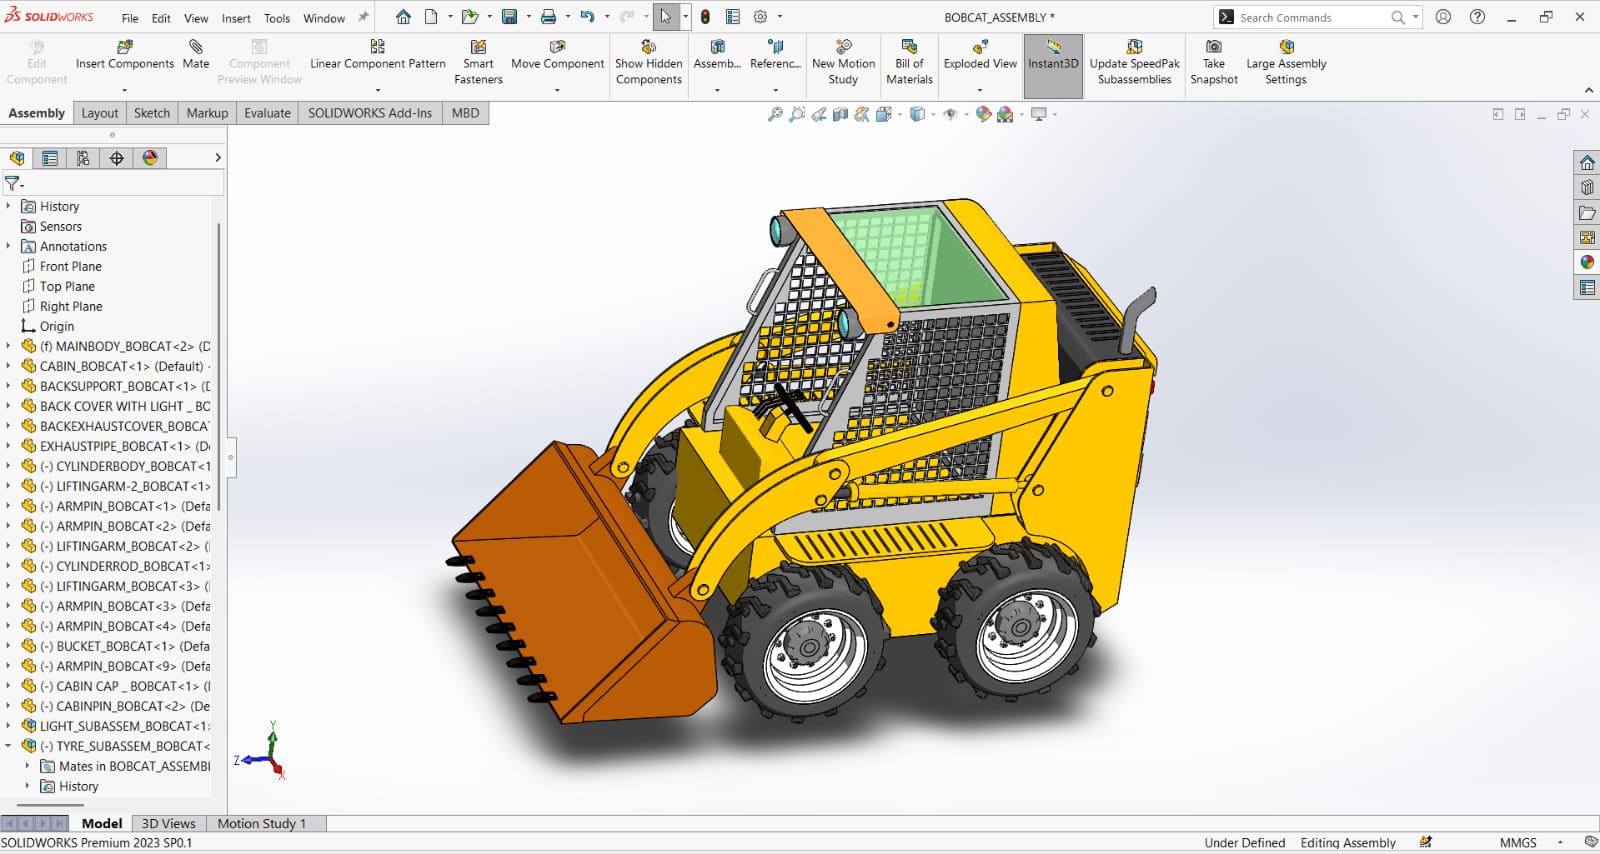 SOLIDWORKS File Edit View Insert Tools Window BOBCAT_ASSEMBLY * Search Commands
Edit Component
Insert Components
Mate
Component Preview Window
Linear Component Pattern
Smart Fasteners
Move Component
Show Hidden Components
Assemb...
Referenc...
New Motion Study
Bill of Materials
Exploded View
Instant3D
Update SpeedPak Subassemblies
Take Snapshot
Large Assembly Settings
Assembly Layout Sketch Markup Evaluate SOLIDWORKS Add-Ins MBD
History
Sensors
Annotations
Front Plane
Top Plane
Right Plane
Origin
(f) MAINBODY_BOBCAT<2> (D
CABIN_BOBCAT<1> (Default)
BACKSUPPORT_BOBCAT<1> (D
BACK COVER WITH LIGHT _ BO
BACKEXHAUSTCOVER_BOBCA
EXHAUSTPIPE_BOBCAT<1> (De
(-) CYLINDERBODY_BOBCAT<1
(-) LIFTINGARM-2_BOBCAT<1>
(-) ARMPIN_BOBCAT<1> (Defa
(-) ARMPIN_BOBCAT<2> (Defa
(-) LIFTINGARM_BOBCAT<2> (
(-) CYLINDERROD_BOBCAT<1>
(-) LIFTINGARM_BOBCAT<3> (
(-) ARMPIN_BOBCAT<3> (Defa
(-) ARMPIN_BOBCAT<4> (Defa
(-) BUCKET_BOBCAT<1> (Defa
(-) ARMPIN_BOBCAT<9> (Defa
(-) CABIN CAP _ BOBCAT<1> (
(-) CABINPIN_BOBCAT<2> (De
LIGHT_SUBASSEM_BOBCAT<1>
(-) TYRE_SUBASSEM_BOBCAT<
Mates in BOBCAT_ASSEMBL
History
Y
Z
X
Model 3D Views Motion Study 1
SOLIDWORKS Premium 2023 SP0.1 Under Defined Editing Assembly MMGS